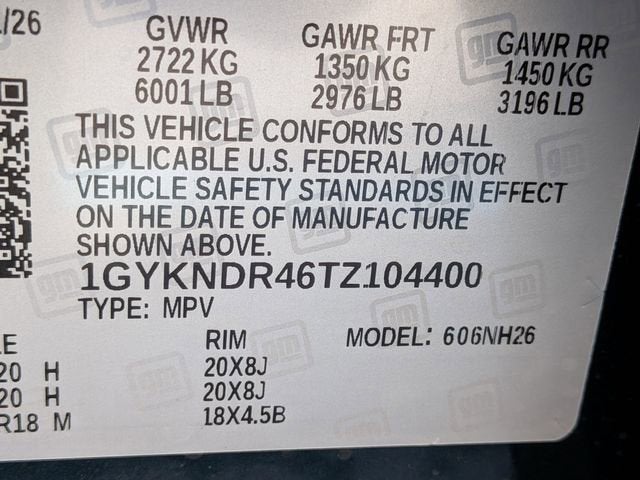 /26 GVWR GAWR FRT GAWR RR
2722 KG 1350 KG 1450 KG
6001 LB 2976 LB 3196 LB
THIS VEHICLE CONFORMS TO ALL
APPLICABLE U.S. FEDERAL MOTOR
VEHICLE SAFETY STANDARDS IN EFFECT
ON THE DATE OF MANUFACTURE
SHOWN ABOVE.
1GYKNDR46TZ104400
TYPE: MPV
RIM MODEL: 606NH26
20 H 20X8J
20 H 20X8J
R18 M 18X4.5B
gm